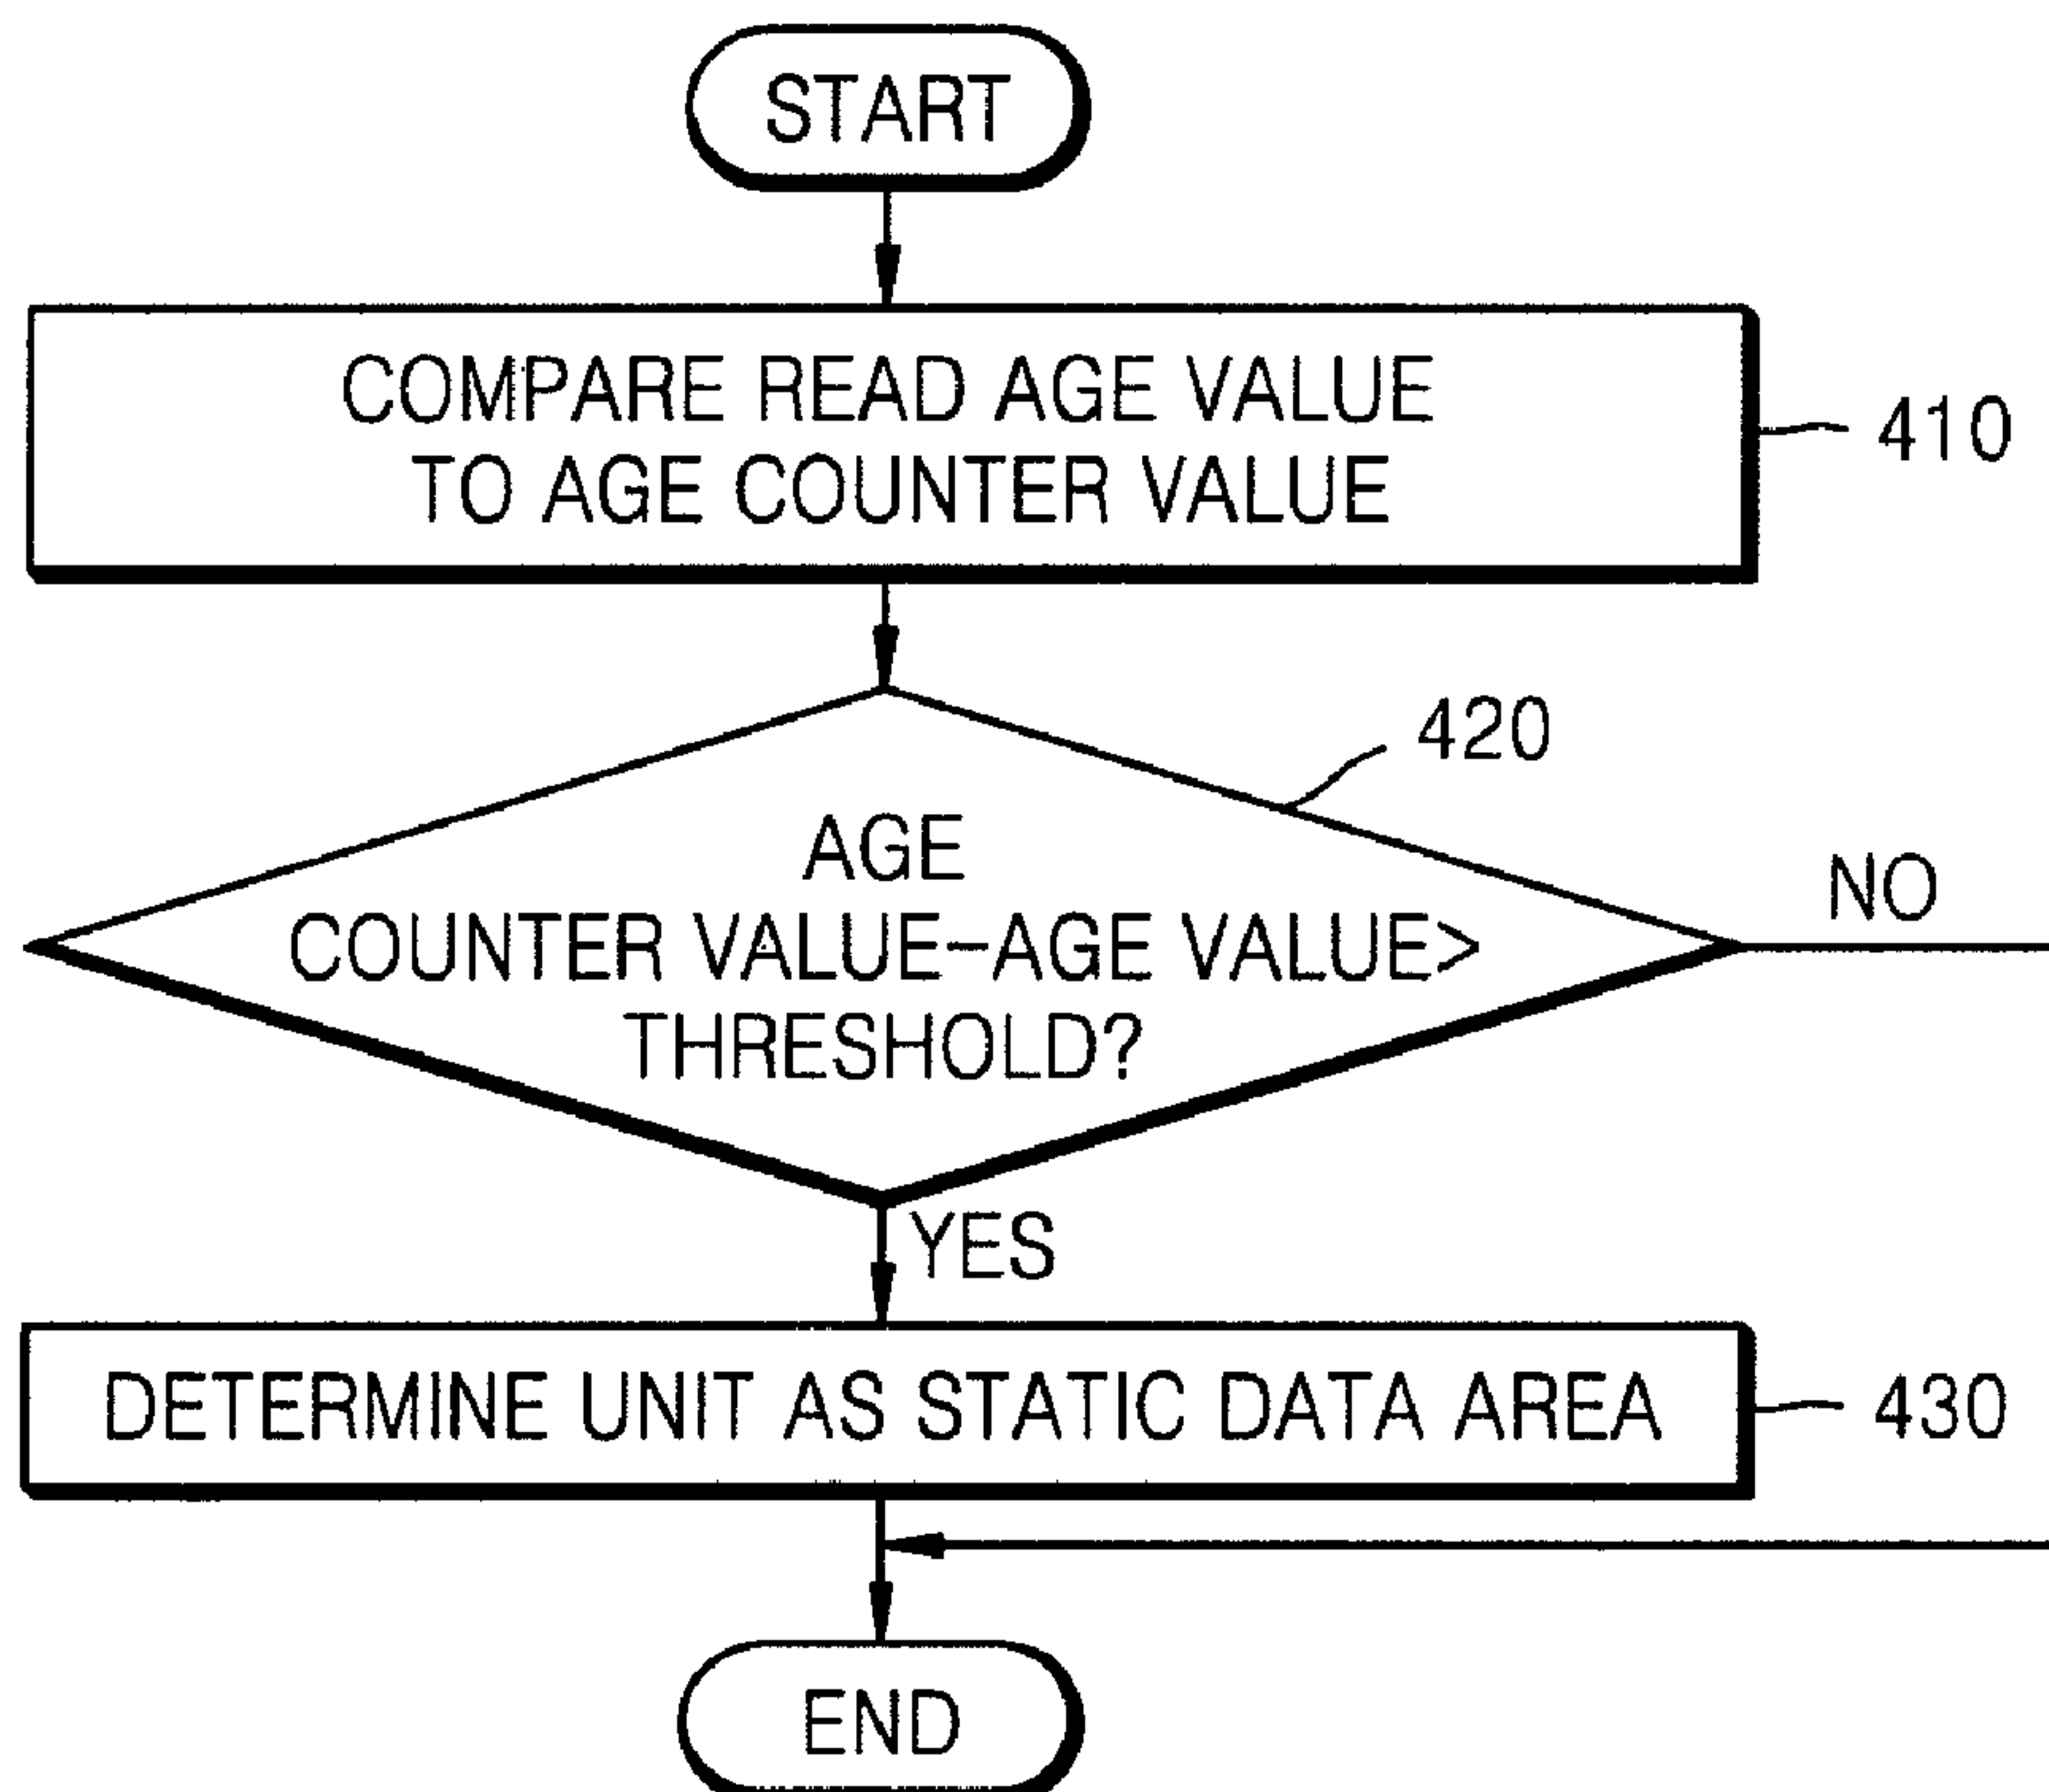 START
COMPARE READ AGE VALUE
TO AGE COUNTER VALUE
410
420
AGE
COUNTER VALUE-AGE VALUE>
THRESHOLD?
NO
YES
DETERMINE UNIT AS STATIC DATA AREA
430
END